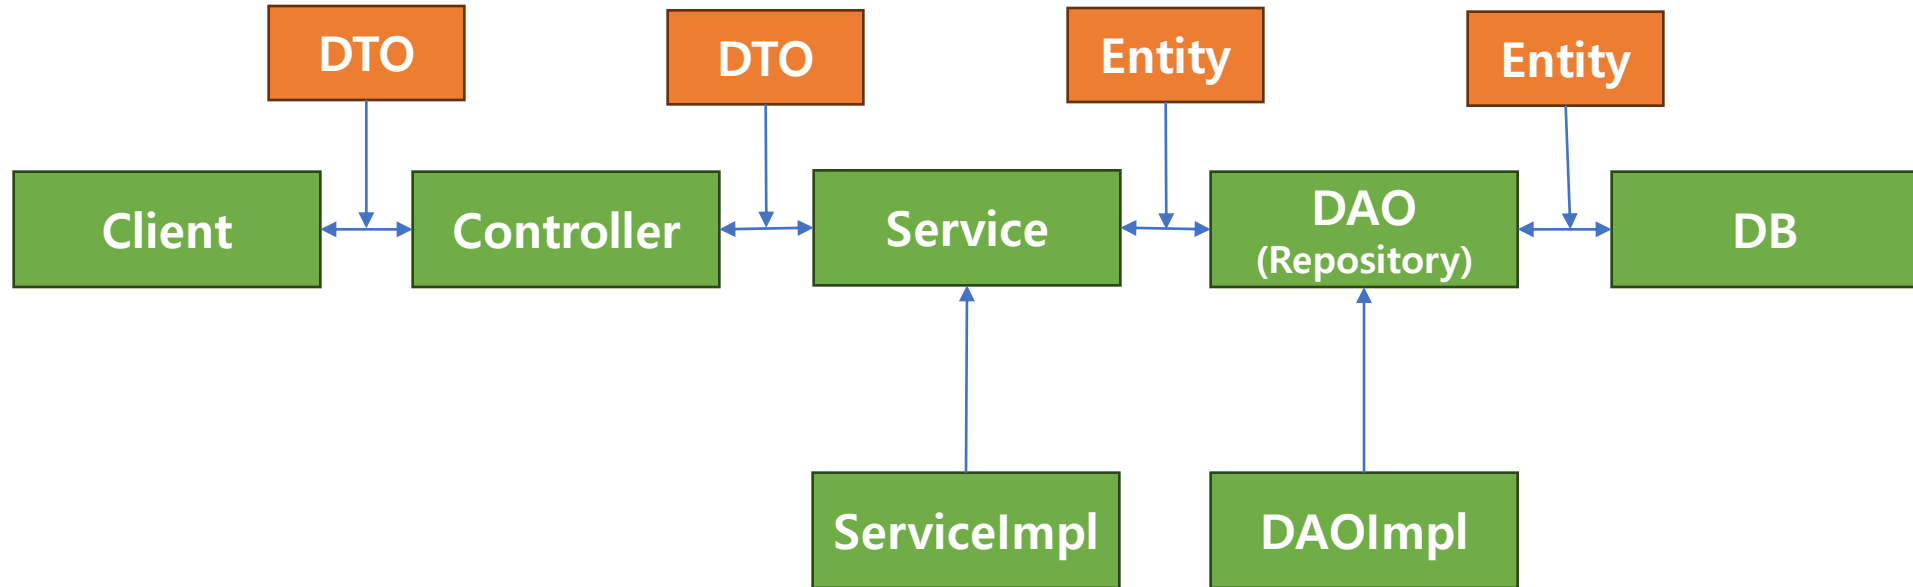 DTO
DTO
Entity
Entity
Client
Controller
Service
DAO
(Repository)
DB
ServiceImpl
DAOImpl